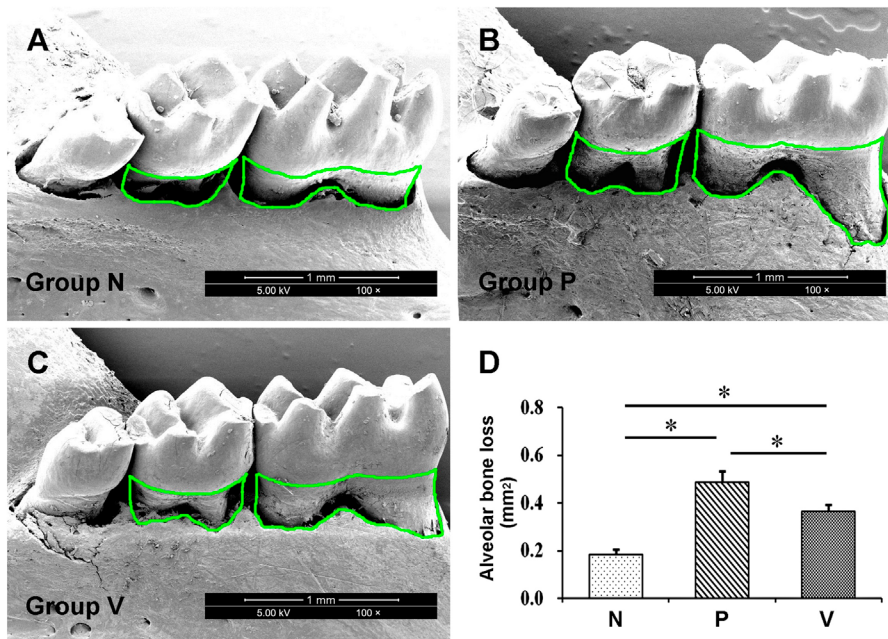 A
Group N
1 mm
5.00 kV 100 ×
B
Group P
1 mm
5.00 kV 100 ×
C
Group V
1 mm
5.00 kV 100 ×
D
Alveolar bone loss
(mm²)
0.8
0.6
0.4
0.2
0.0
*
*
*
N P V